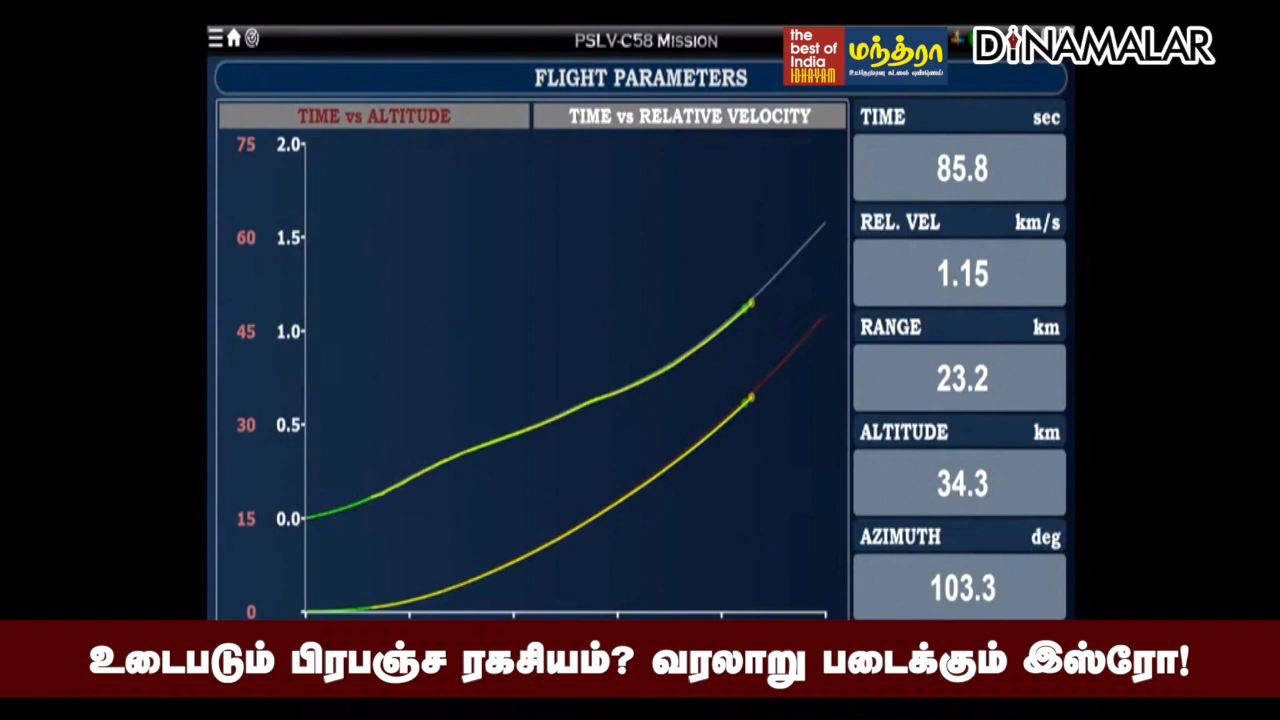 PSLV-C58 MISSION
the
best of
India
IDHAYAM
மந்த்ரா
DINAMALAR
FLIGHT PARAMETERS
TIME vs ALTITUDE
TIME vs RELATIVE VELOCITY
75
60
45
30
15
0
2.0
1.5
1.0
0.5
0.0
TIME sec
85.8
REL. VEL km/s
1.15
RANGE km
23.2
ALTITUDE km
34.3
AZIMUTH deg
103.3
உடைபடும் பிரபஞ்ச ரகசியம்? வரலாறு படைக்கும் இஸ்ரோ!